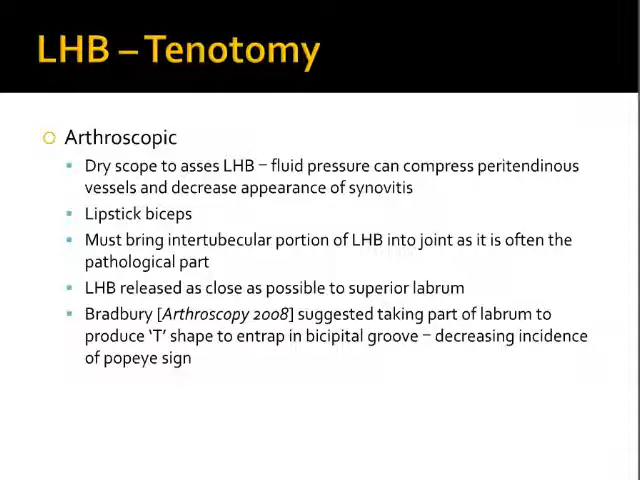 LHB – Tenotomy
Arthroscopic
Dry scope to asses LHB – fluid pressure can compress peritendinous
vessels and decrease appearance of synovitis
Lipstick biceps
Must bring intertubecular portion of LHB into joint as it is often the
pathological part
LHB released as close as possible to superior labrum
Bradbury [Arthroscopy 2008] suggested taking part of labrum to
produce ‘T’ shape to entrap in bicipital groove – decreasing incidence
of popeye sign